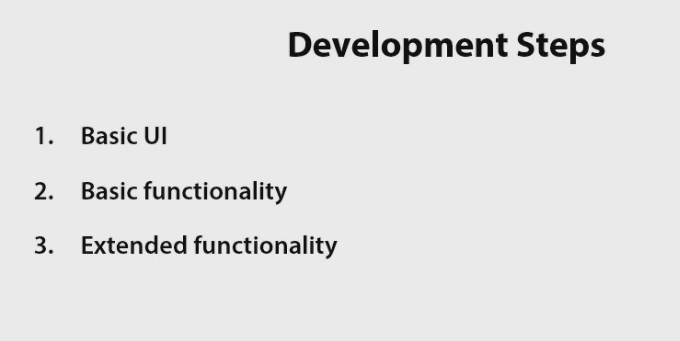 Development Steps
1. Basic UI
2. Basic functionality
3. Extended functionality